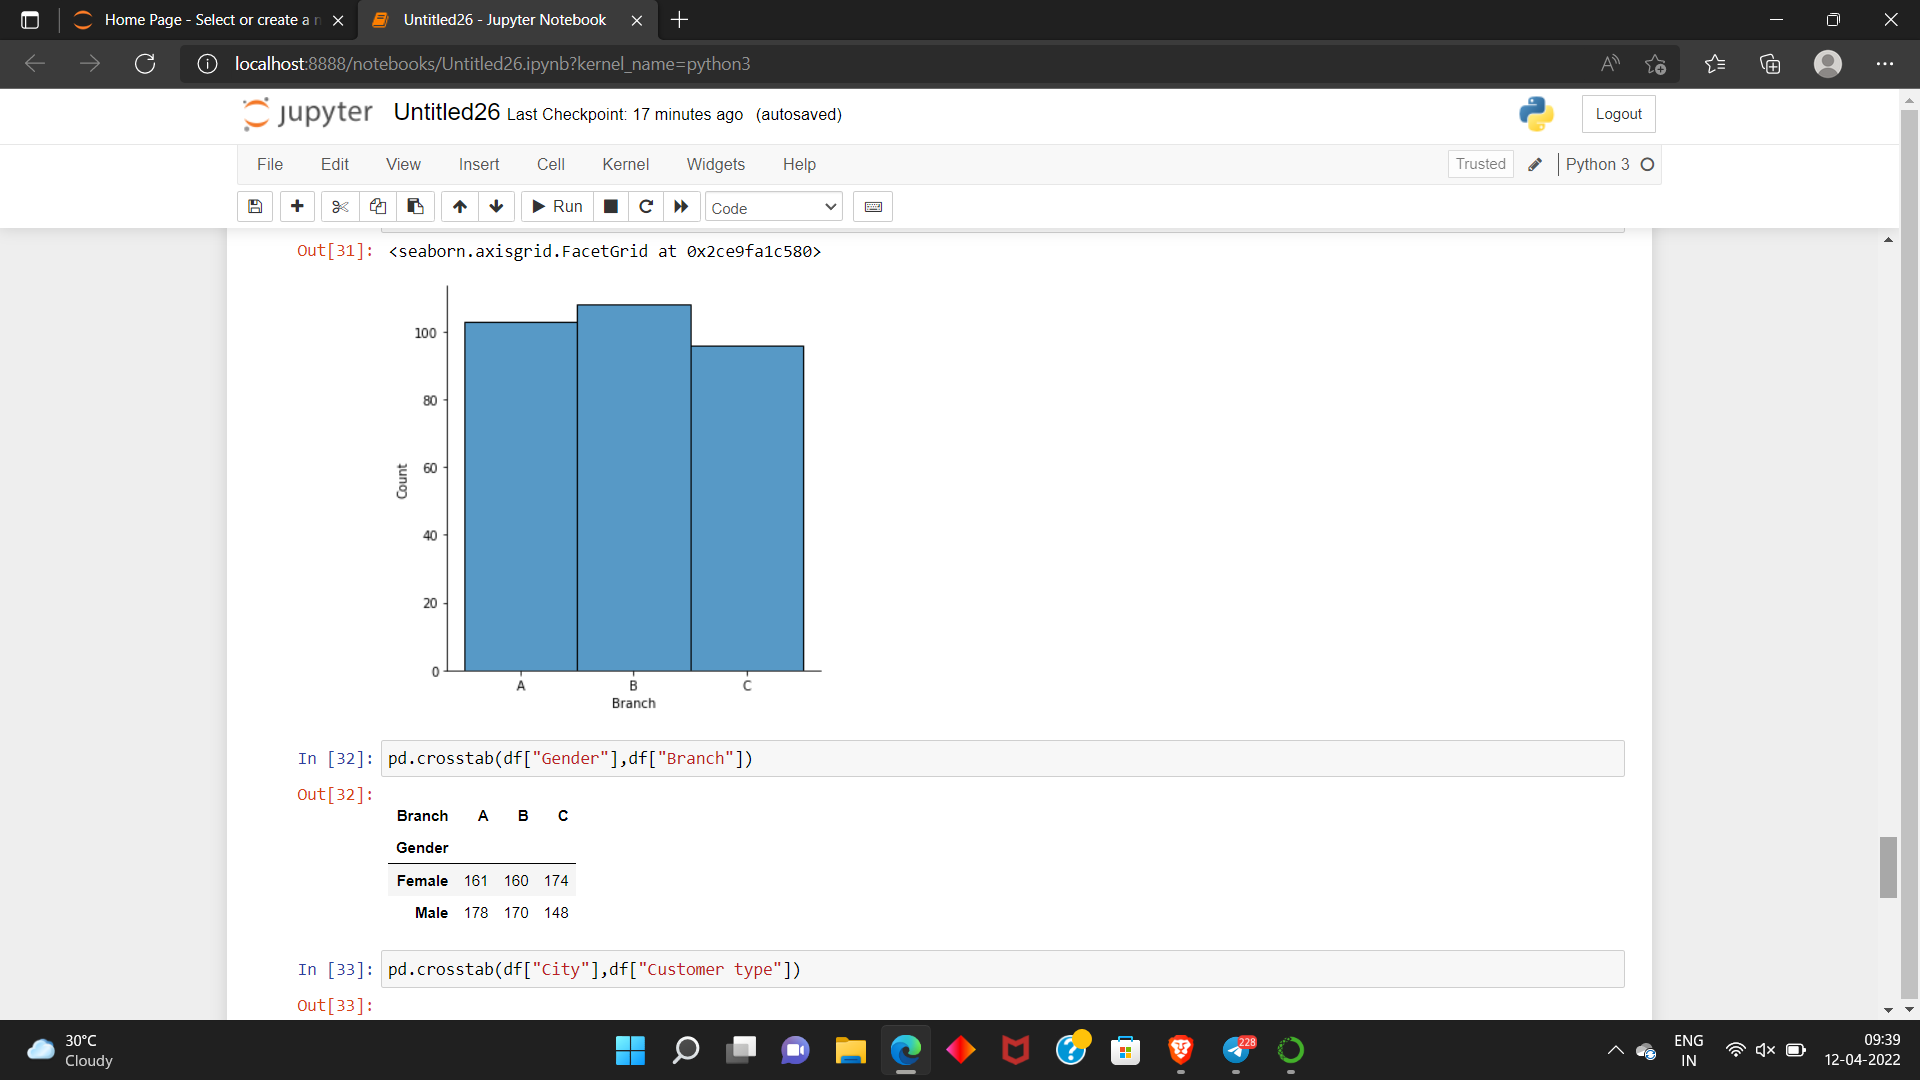 Home Page - Select or create a n
Untitled26 - Jupyter Notebook
localhost:8888/notebooks/Untitled26.ipynb?kernel_name=python3
jupyter Untitled26 Last Checkpoint: 17 minutes ago (autosaved)
Logout
File Edit View Insert Cell Kernel Widgets Help
Trusted Python 3
Run Code
Out[31]: <seaborn.axisgrid.FacetGrid at 0x2ce9fa1c580>
100
80
60
40
20
0
Count
A B C
Branch
In [32]: pd.crosstab(df["Gender"],df["Branch"])
Out[32]:
Branch A B C
Gender
Female 161 160 174
Male 178 170 148
In [33]: pd.crosstab(df["City"],df["Customer type"])
Out[33]:
30°C
Cloudy
228
ENG
IN
09:39
12-04-2022